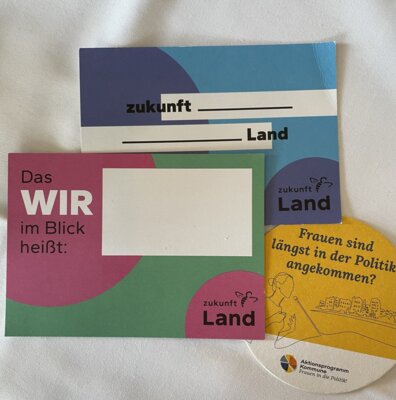 zukunft
Land
zukunft
Land
Das
WIR
im Blick
heißt:
zukunft
Land
Frauen sind
längst in der Politik
angekommen?
Aktionsprogramm
Kommune
Frauen in die Politik!